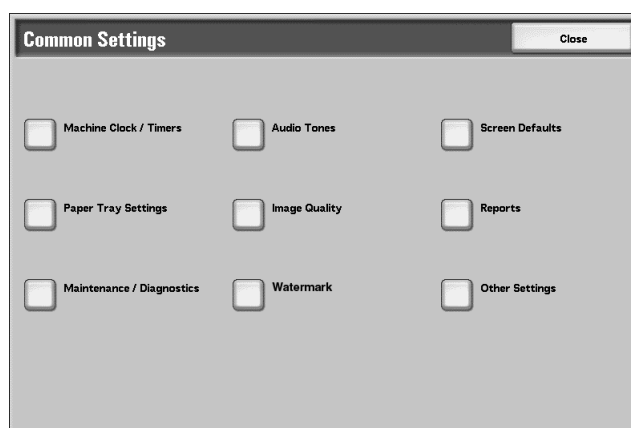 Common Settings
Close
Machine Clock / Timers
Audio Tones
Screen Defaults
Paper Tray Settings
Image Quality
Reports
Maintenance / Diagnostics
Watermark
Other Settings